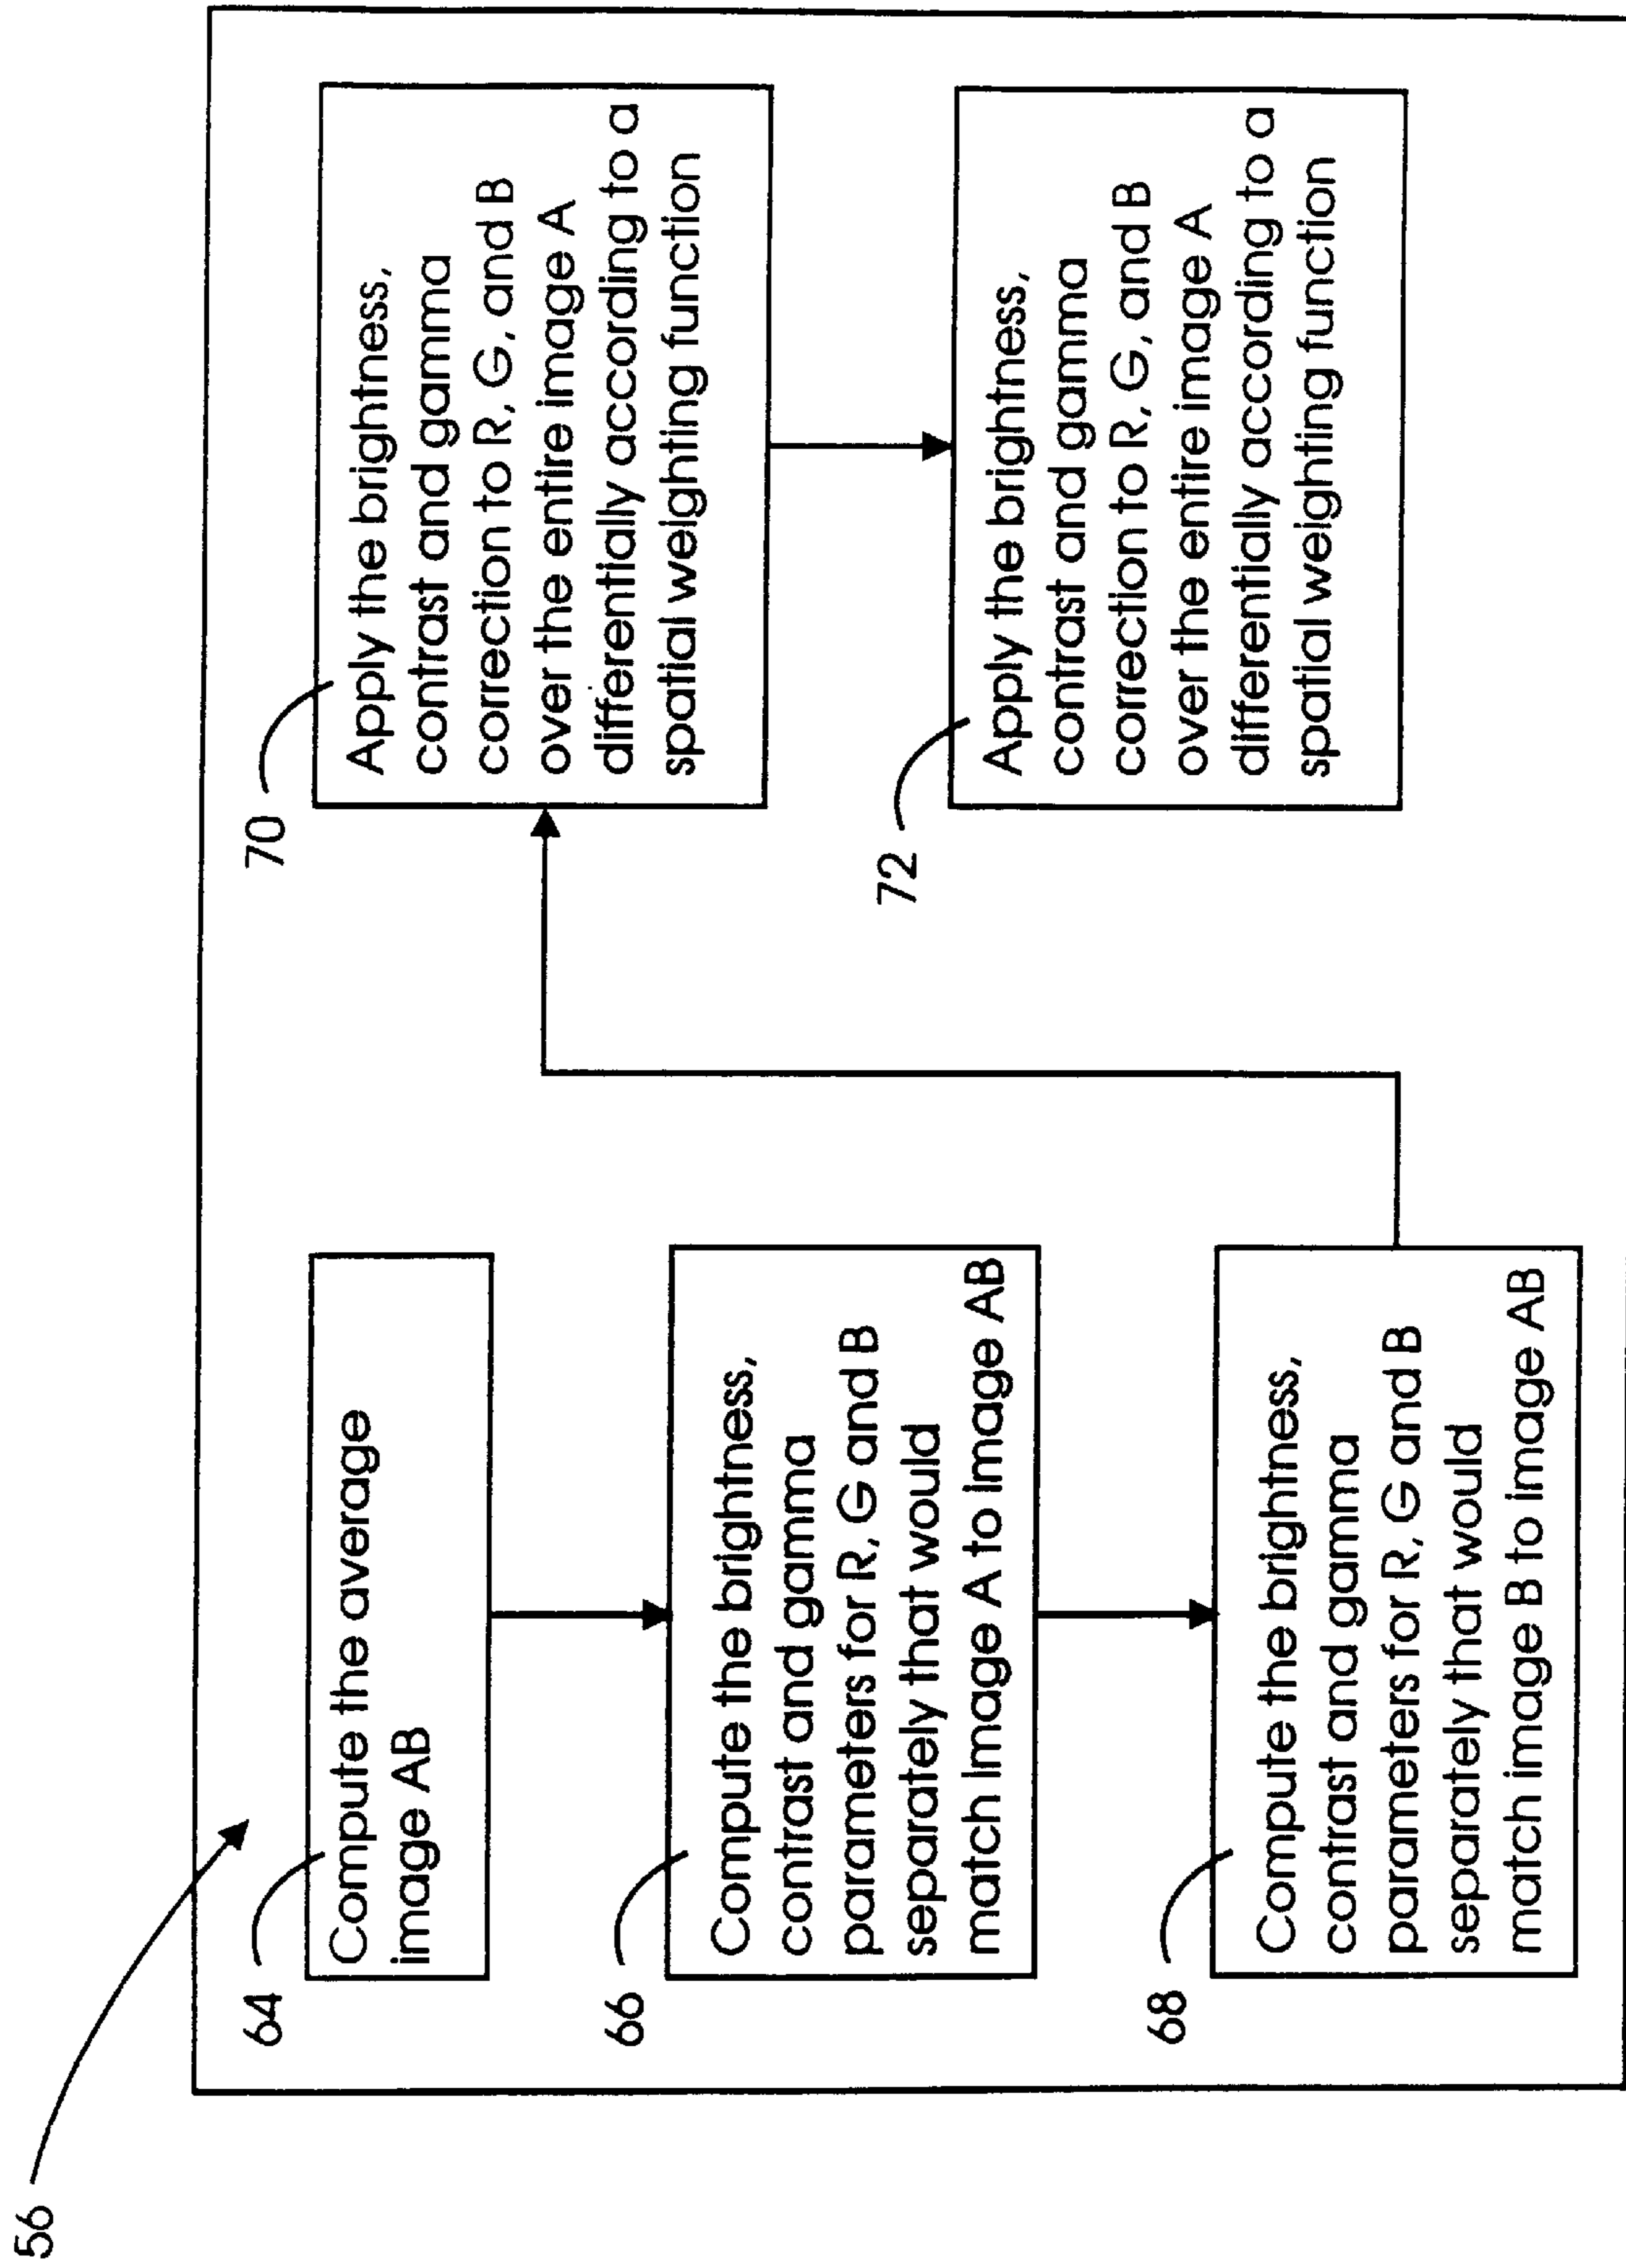 56
64
Compute the average
image AB
66
Compute the brightness,
contrast and gamma
parameters for R, G and B
separately that would
match image A to image AB
68
Compute the brightness,
contrast and gamma
parameters for R, G and B
separately that would
match image B to image AB
70
Apply the brightness,
contrast and gamma
correction to R, G, and B
over the entire image A
differentially according to a
spatial weighting function
72
Apply the brightness,
contrast and gamma
correction to R, G, and B
over the entire image A
differentially according to a
spatial weighting function